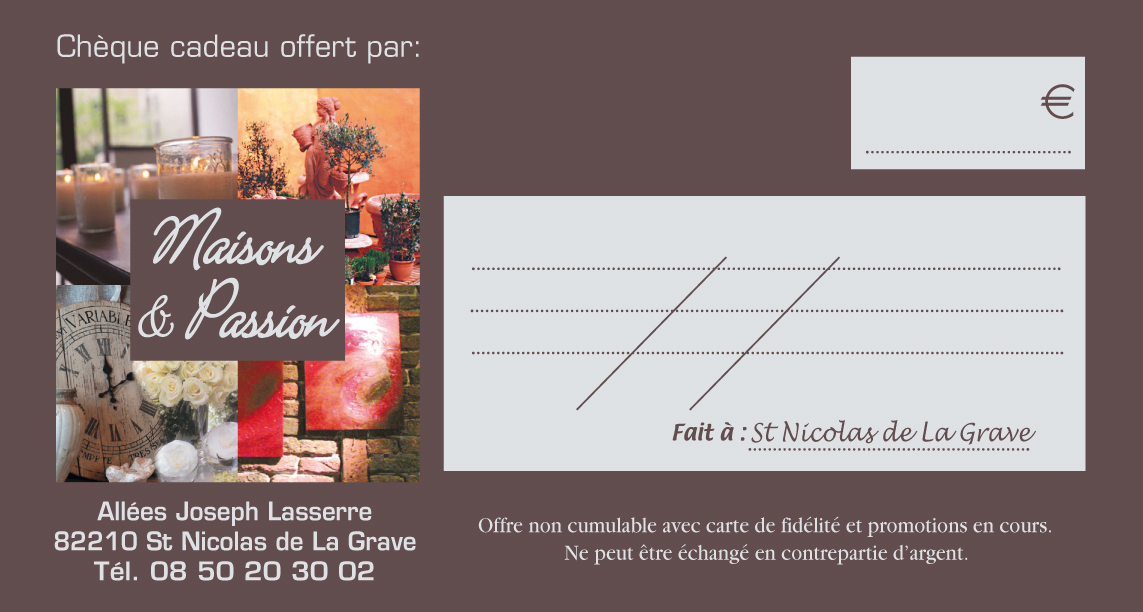 Chèque cadeau offert par:
€
Maisons
& Passion
VARIABLE
Fait à : St Nicolas de La Grave
Allées Joseph Lasserre
82210 St Nicolas de La Grave
Tél. 08 50 20 30 02
Offre non cumulable avec carte de fidélité et promotions en cours.
Ne peut être échangé en contrepartie d'argent.